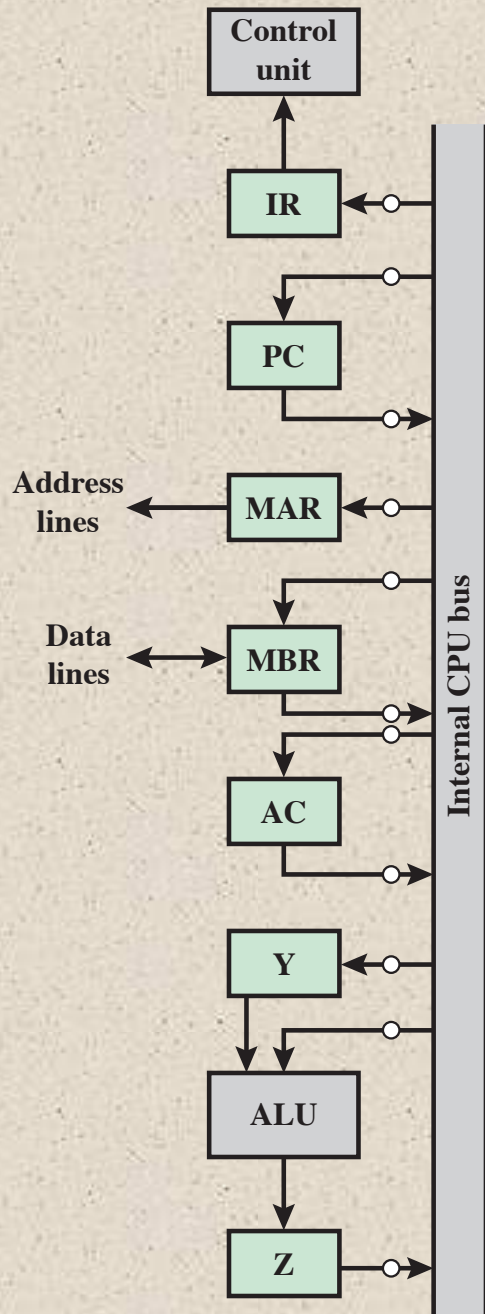 Control
unit
IR
PC
Address
lines
MAR
Data
lines
MBR
Internal CPU bus
AC
Y
ALU
Z